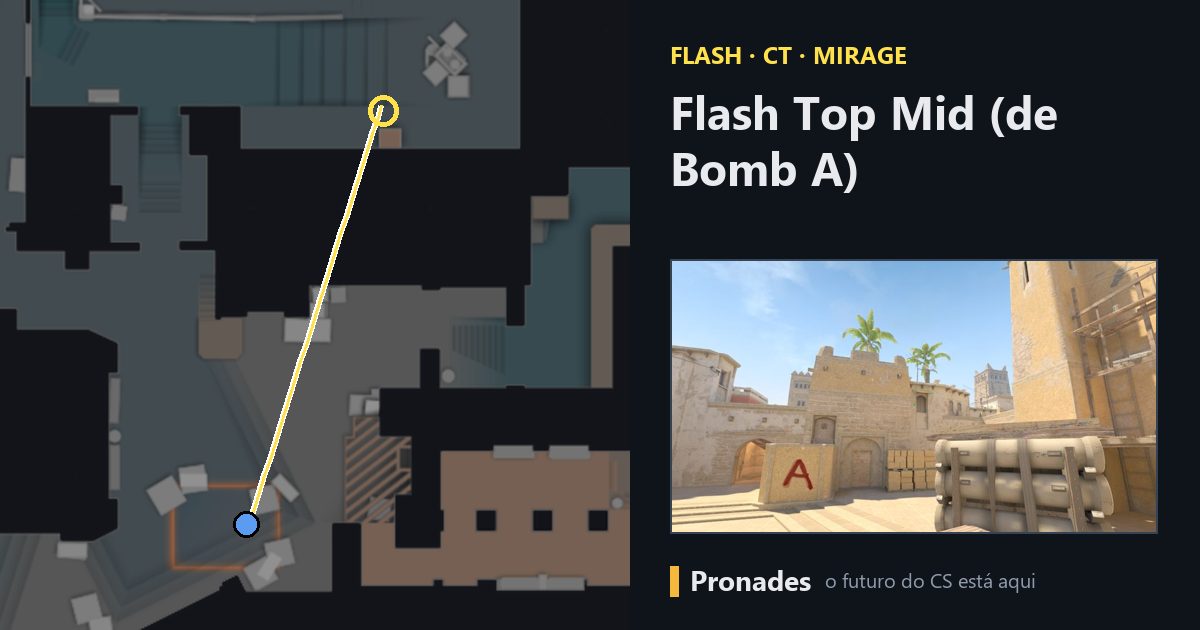 FLASH · CT · MIRAGE
Flash Top Mid (de
Bomb A)
A
Pronades o futuro do CS está aqui